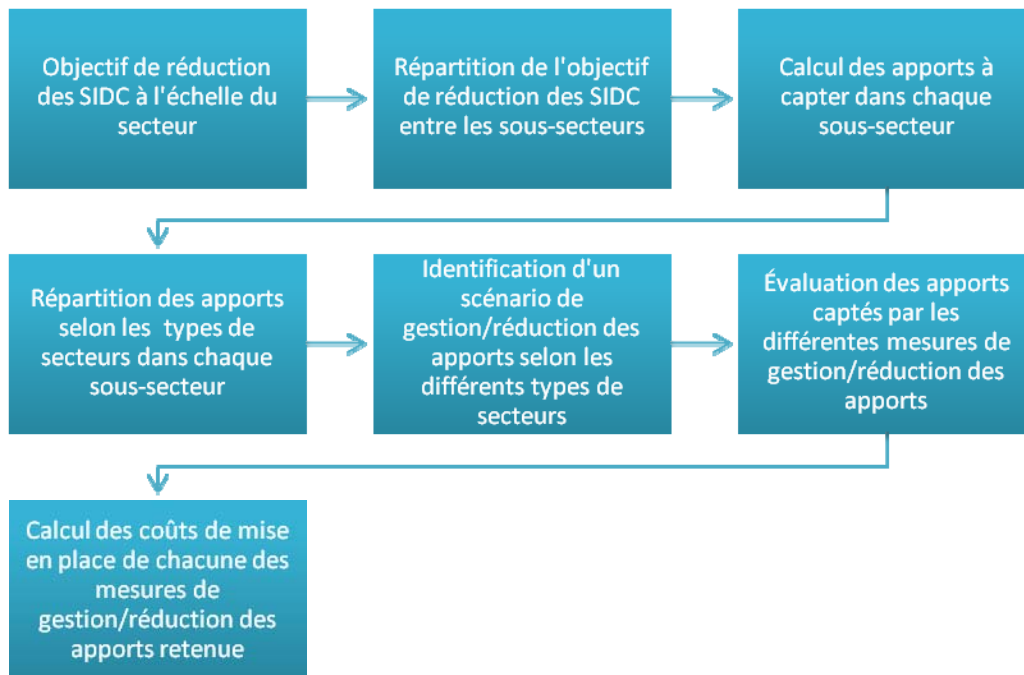 Objectif de réduction
des SIDC à l'échelle du
secteur
Répartition de l'objectif
de réduction des SIDC
entre les sous-secteurs
Calcul des apports à
capter dans chaque
sous-secteur
Répartition des apports
selon les types de
secteurs dans chaque
sous-secteur
Identification d'un
scénario de
gestion/réduction des
apports selon les
différents types de
secteurs
Évaluation des apports
captés par les
différentes mesures de
gestion/réduction des
apports
Calcul des coûts de mise
en place de chacune des
mesures de
gestion/réduction des
apports retenue